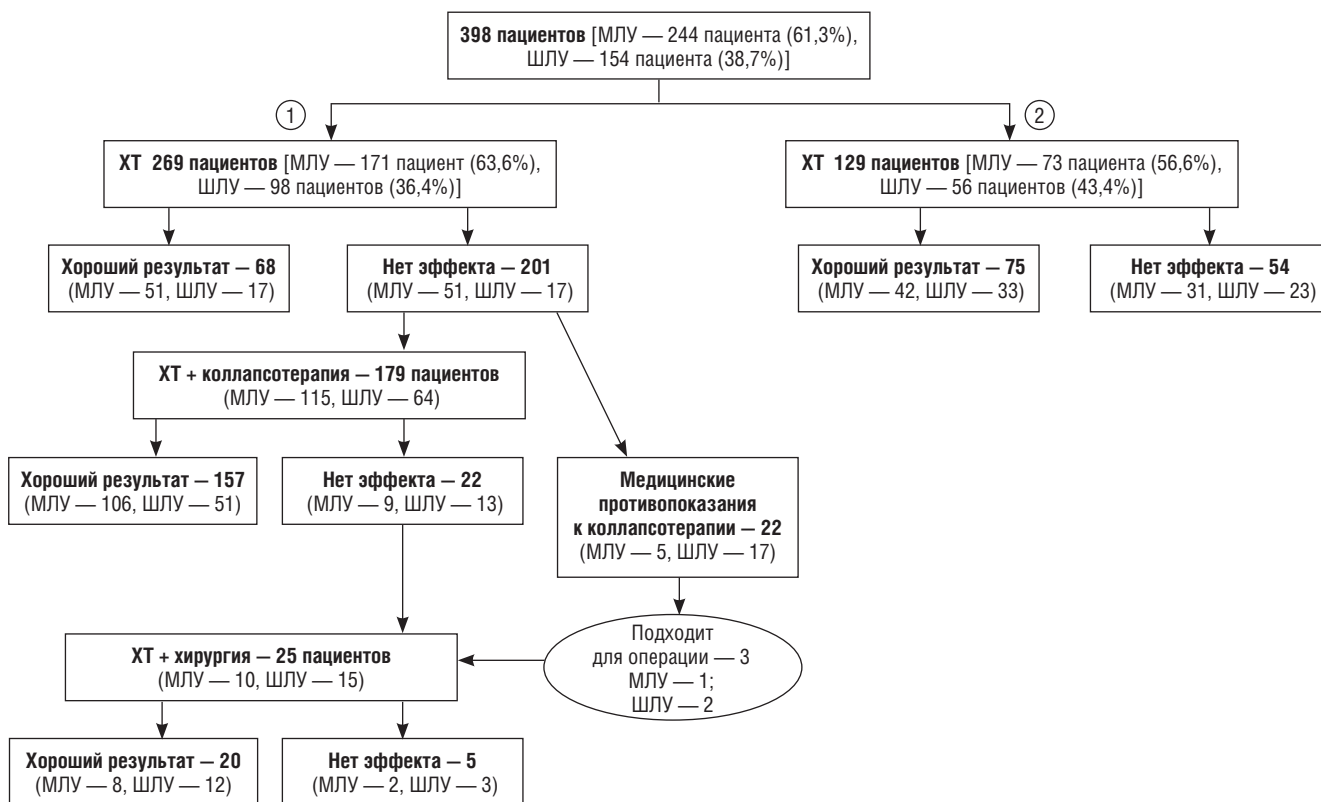 398 пациентов [МЛУ — 244 пациента (61,3%),
ШЛУ — 154 пациента (38,7%)]
1
2
ХТ 269 пациентов [МЛУ — 171 пациент (63,6%),
ШЛУ — 98 пациентов (36,4%)]
ХТ 129 пациентов [МЛУ — 73 пациента (56,6%),
ШЛУ — 56 пациентов (43,4%)]
Хороший результат — 68
(МЛУ — 51, ШЛУ — 17)
Нет эффекта — 201
(МЛУ — 51, ШЛУ — 17)
Хороший результат — 75
(МЛУ — 42, ШЛУ — 33)
Нет эффекта — 54
(МЛУ — 31, ШЛУ — 23)
ХТ + коллапсотерапия — 179 пациентов
(МЛУ — 115, ШЛУ — 64)
Хороший результат — 157
(МЛУ — 106, ШЛУ — 51)
Нет эффекта — 22
(МЛУ — 9, ШЛУ — 13)
Медицинские
противопоказания
к коллапсотерапии — 22
(МЛУ — 5, ШЛУ — 17)
Подходит
для операции — 3
МЛУ — 1;
ШЛУ — 2
ХТ + хирургия — 25 пациентов
(МЛУ — 10, ШЛУ — 15)
Хороший результат — 20
(МЛУ — 8, ШЛУ — 12)
Нет эффекта — 5
(МЛУ — 2, ШЛУ — 3)